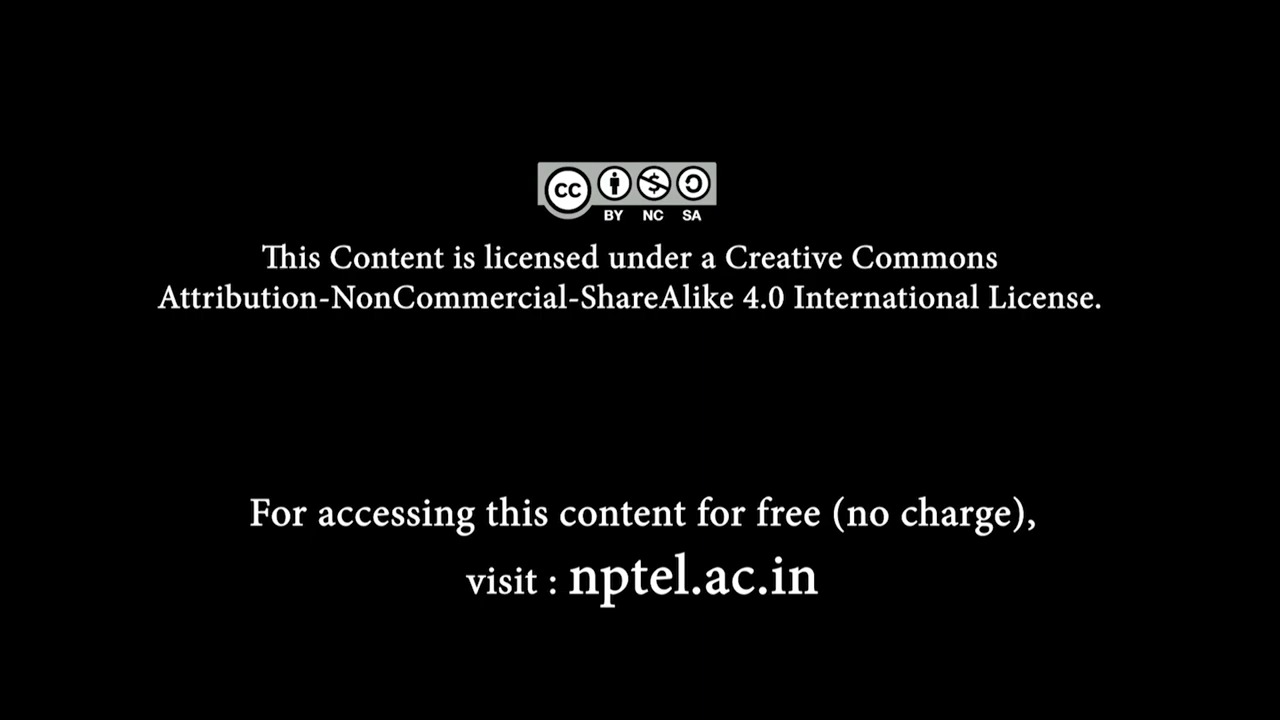 cc BY NC SA
This Content is licensed under a Creative Commons
Attribution-NonCommercial-ShareAlike 4.0 International License.
For accessing this content for free (no charge),
visit : nptel.ac.in